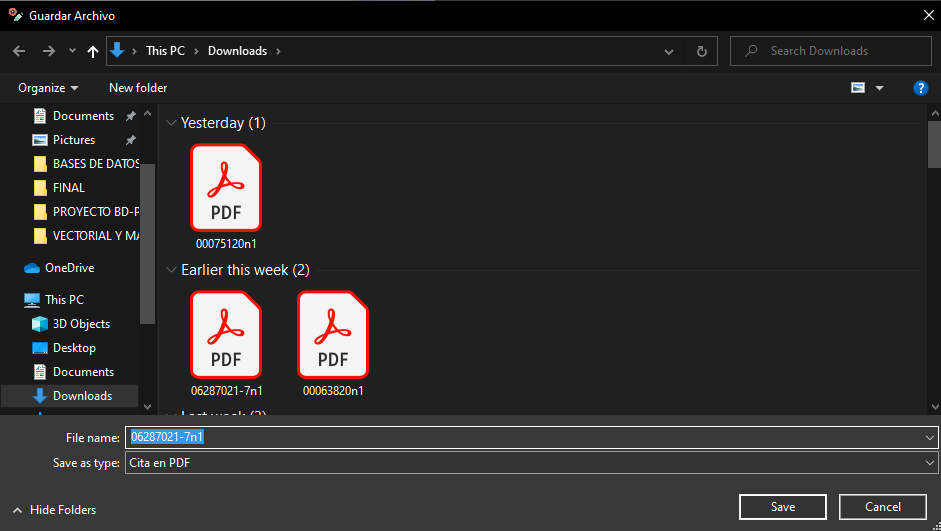 Guardar Archivo
This PC
Downloads
Search Downloads
Organize
New folder
?
Documents
Pictures
BASES DE DATOS
FINAL
PROYECTO BD-P
VECTORIAL Y MA
OneDrive
This PC
3D Objects
Desktop
Documents
Downloads
Yesterday (1)
PDF
00075120n1
Earlier this week (2)
PDF PDF
06287021-7n1 00063820n1
Last week
File name: 06287021-7n1
Save as type: Cita en PDF
Hide Folders
Save Cancel